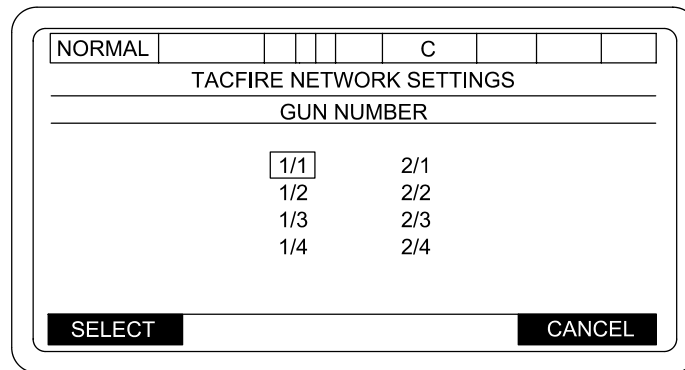 NORMAL C
TACFIRE NETWORK SETTINGS
GUN NUMBER
1/1 2/1
1/2 2/2
1/3 2/3
1/4 2/4
SELECT CANCEL